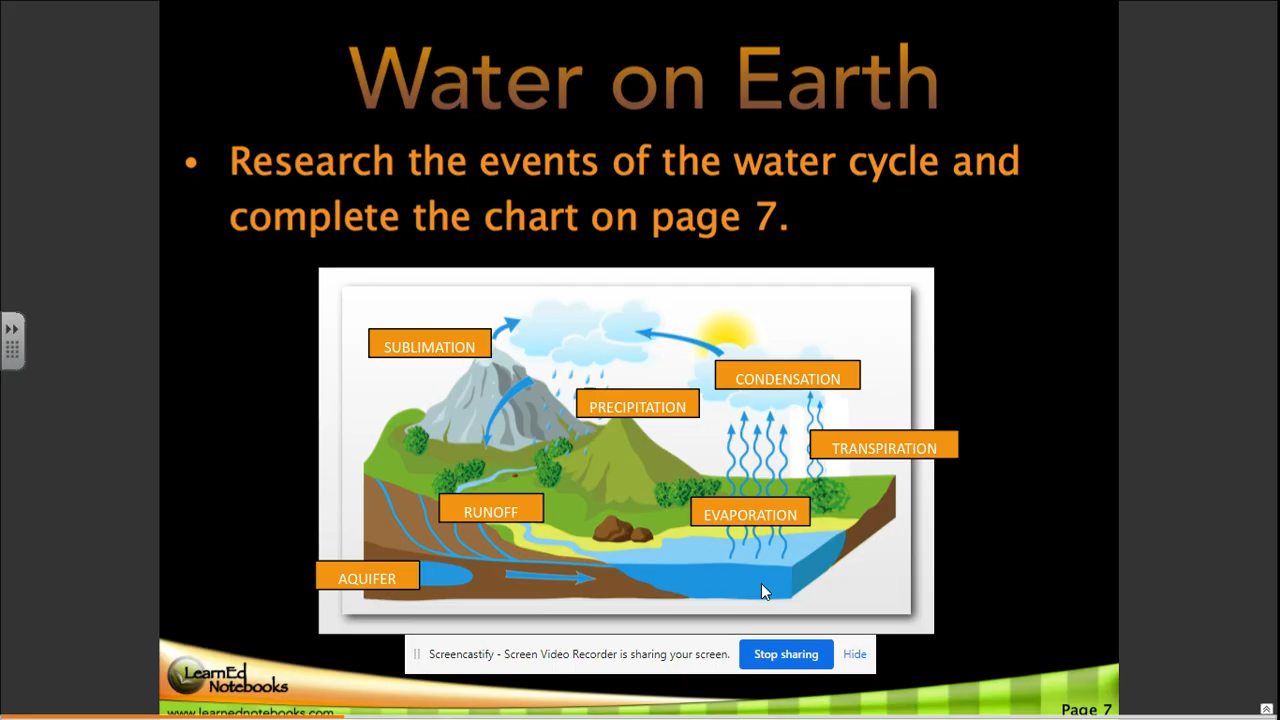 Water on Earth
• Research the events of the water cycle and
complete the chart on page 7.
SUBLIMATION
CONDENSATION
PRECIPITATION
TRANSPIRATION
RUNOFF
EVAPORATION
AQUIFER
Screencastify - Screen Video Recorder is sharing your screen. Stop sharing Hide
LearnEd
Notebooks
www.learnednotebooks.com
Page 7